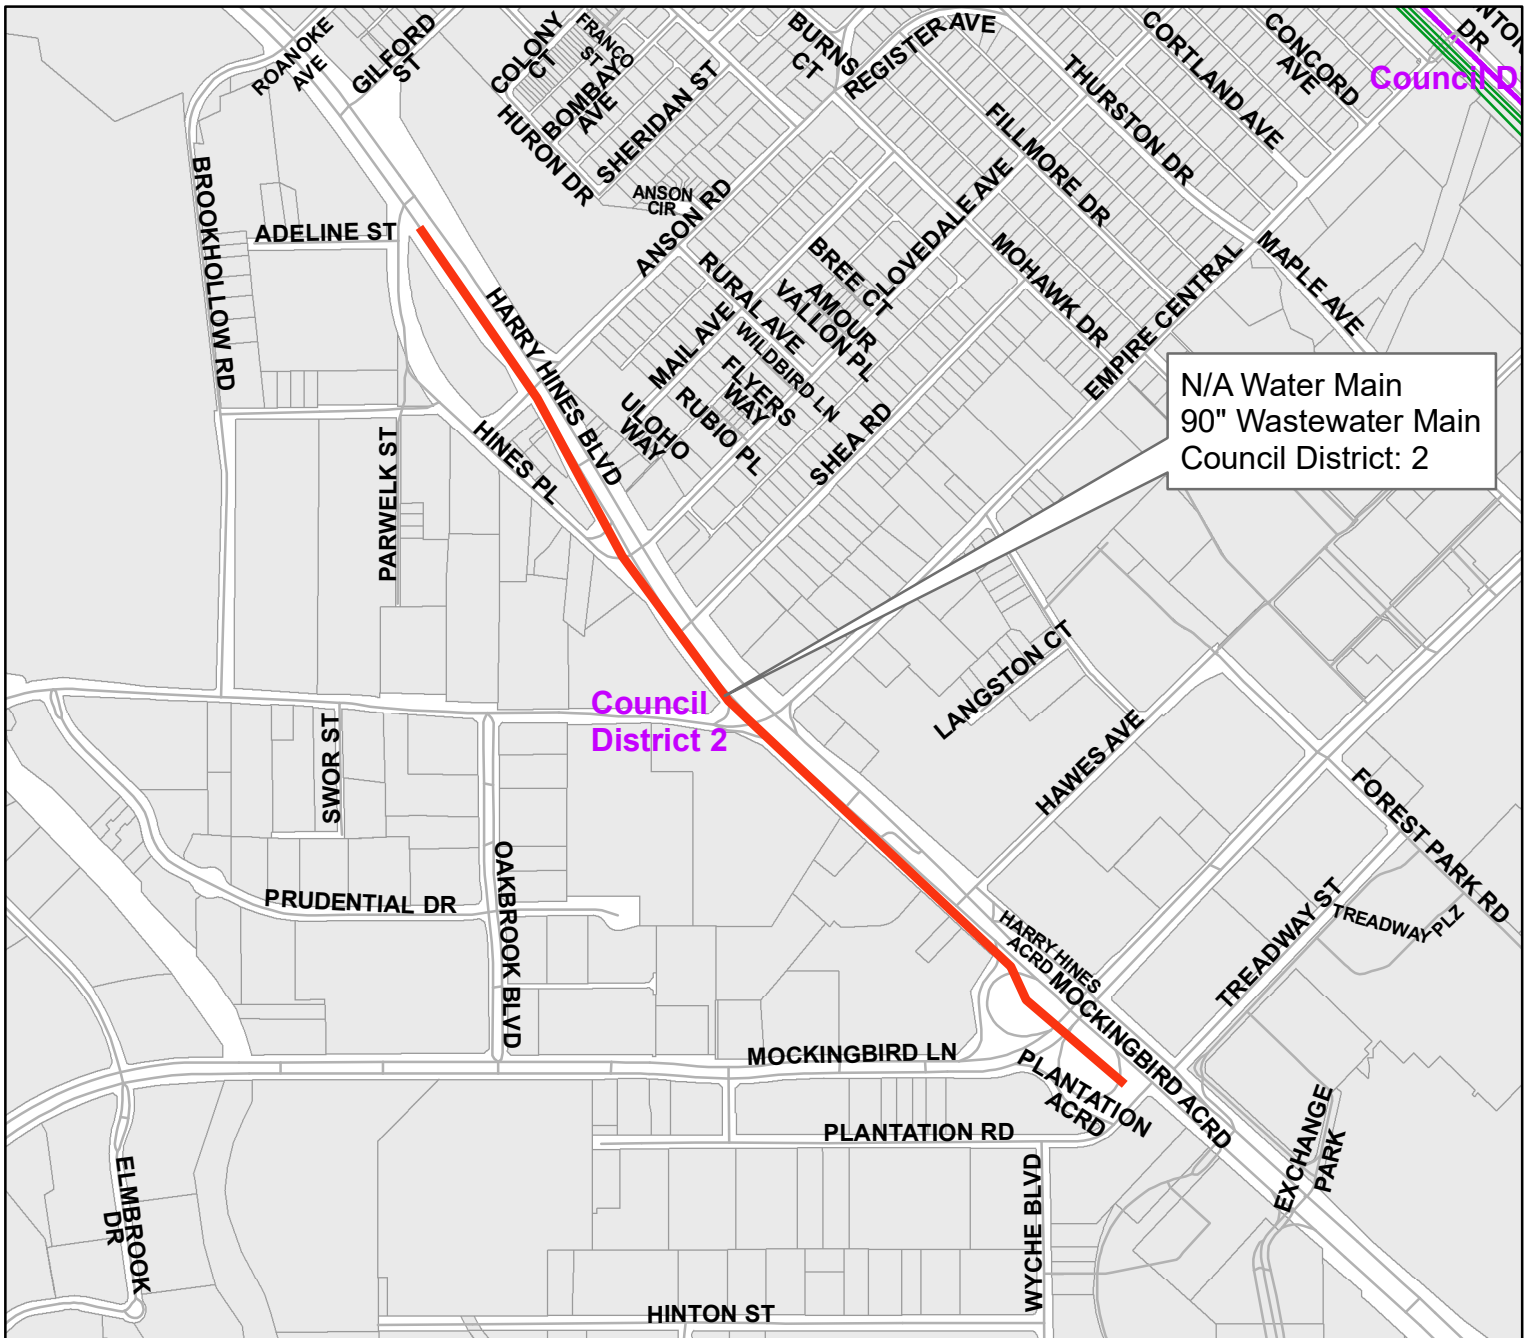 ROANOKE
AVE
GILFORD
ST
COLONY
CT
FRANCO
ST
BOMBAY
AVE
HURON DR
SHERIDAN ST
BURNS
CT
REGISTER AVE
CORTLAND AVE
CONCORD
AVE
DR
Council D
THURSTON DR
FILLMORE DR
BROOKHOLLOW RD
ADELINE ST
ANSON
CIR
ANSON RD
LOVEDALE AVE
BREE CT
AMOUR
VALLON PL
RURAL AVE
WILDBIRD LN
MOHAWK DR
MAPLE AVE
EMPIRE CENTRAL
HARRY HINES BLVD
MAIL AVE
FLYERS
WAY
RUBIO PL
ULOHO
WAY
SHEA RD
HINES PL
PARWELK ST
N/A Water Main
90" Wastewater Main
Council District: 2
LANGSTON CT
Council
District 2
SWOR ST
HAWES AVE
FOREST PARK RD
OAKBROOK BLVD
PRUDENTIAL DR
TREADWAY ST
TREADWAY PLZ
HARRY HINES
ACRD
MOCKINGBIRD ACRD
MOCKINGBIRD LN
PLANTATION
ACRD
PLANTATION RD
EXCHANGE
PARK
ELMBROOK
DR
WYCHE BLVD
HINTON ST